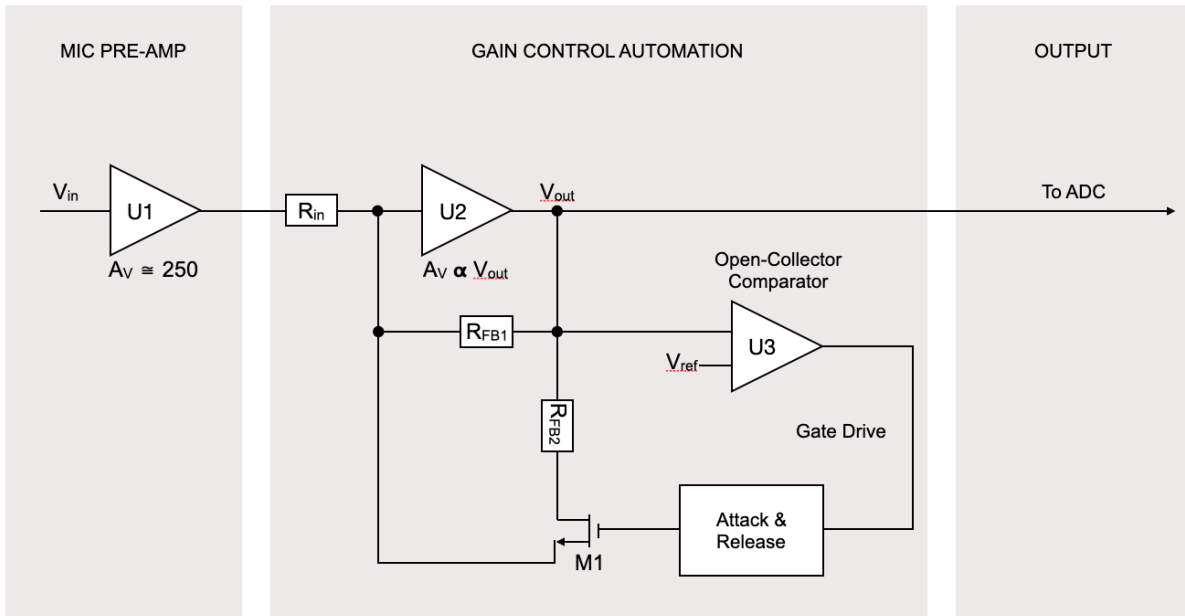 MIC PRE-AMP
GAIN CONTROL AUTOMATION
OUTPUT
Vin
U1
AV ≅ 250
Rin
U2
AV α Vout
Vout
To ADC
Open-Collector
Comparator
RFB1
U3
Vref
RFB2
Gate Drive
Attack &
Release
M1